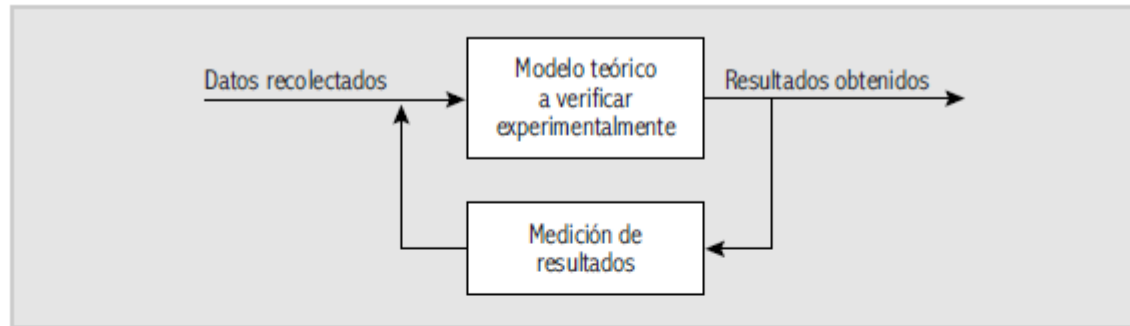 Datos recolectados
Modelo teórico
a verificar
experimentalmente
Resultados obtenidos
Medición de
resultados